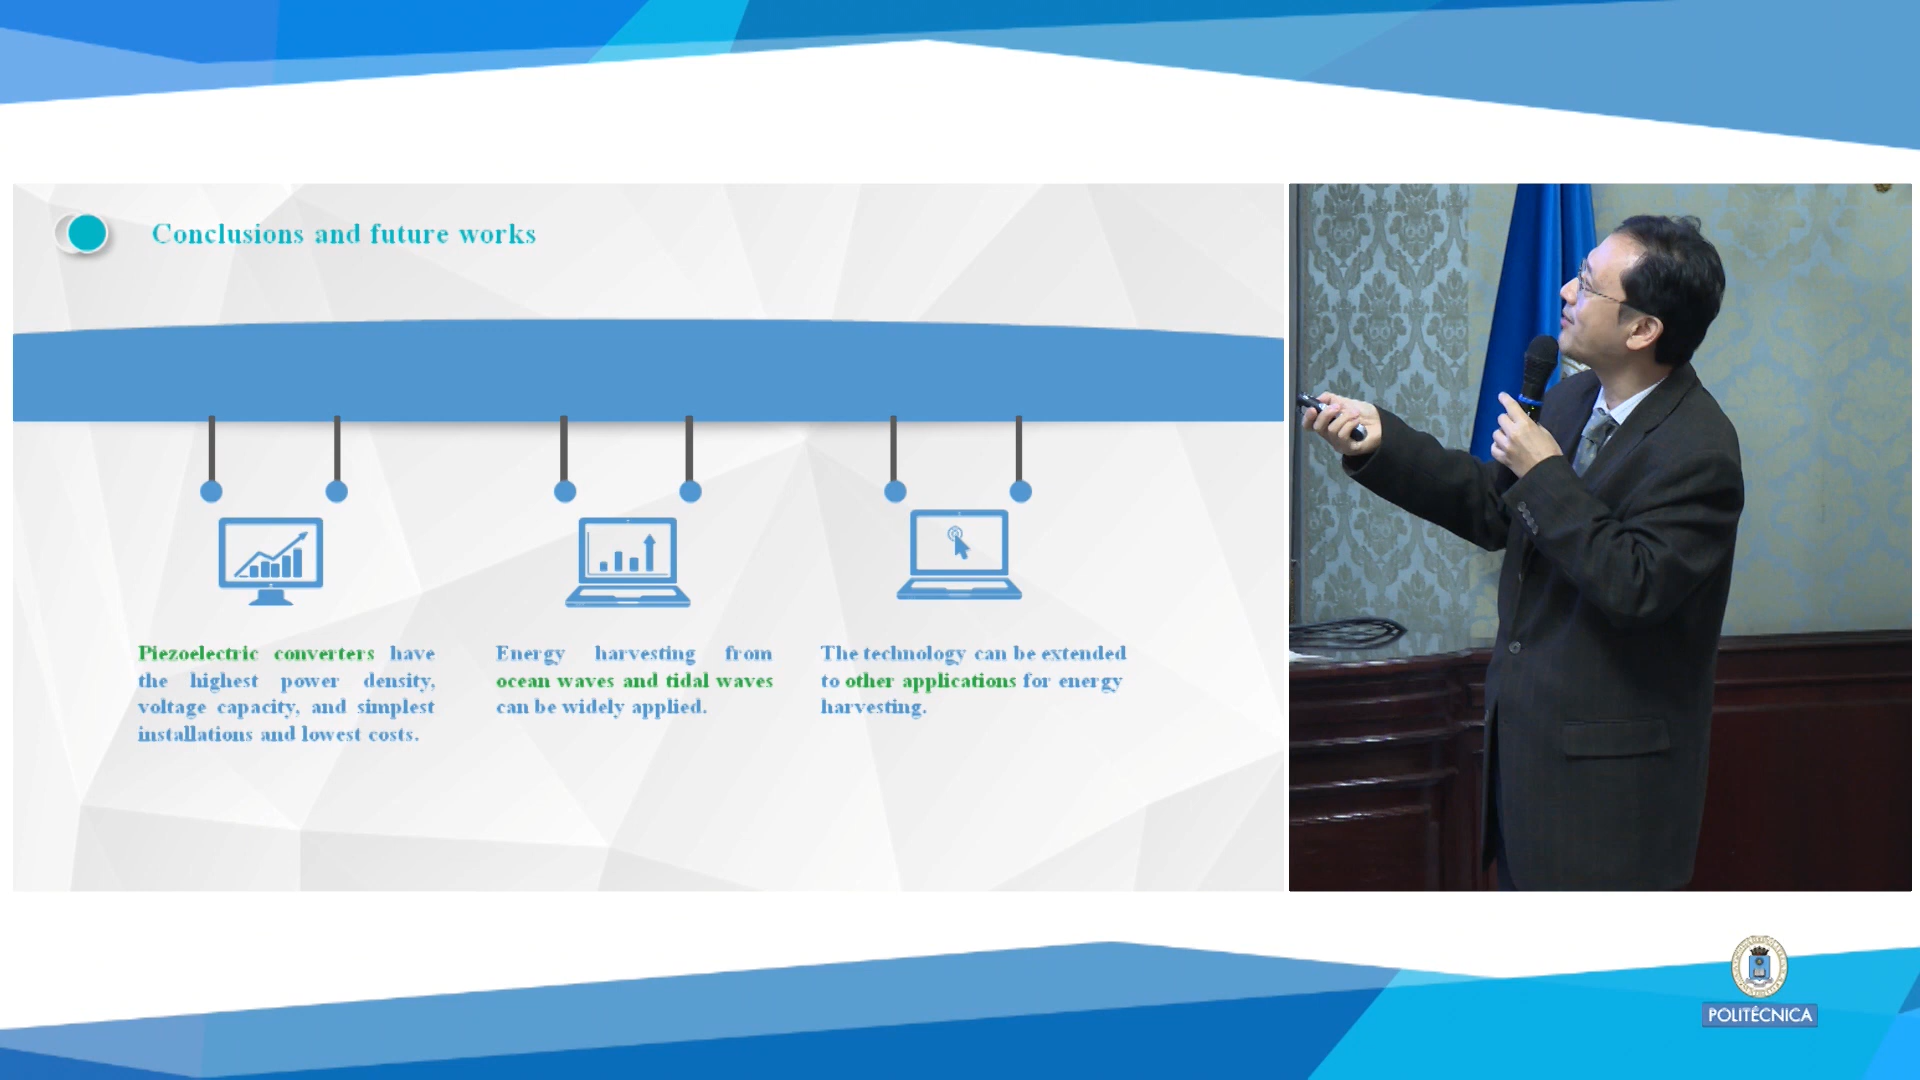 Conclusions and future works
Piezoelectric converters have
the highest power density,
voltage capacity, and simplest
installations and lowest costs.
Energy harvesting from
ocean waves and tidal waves
can be widely applied.
The technology can be extended
to other applications for energy
harvesting.
POLITÉCNICA